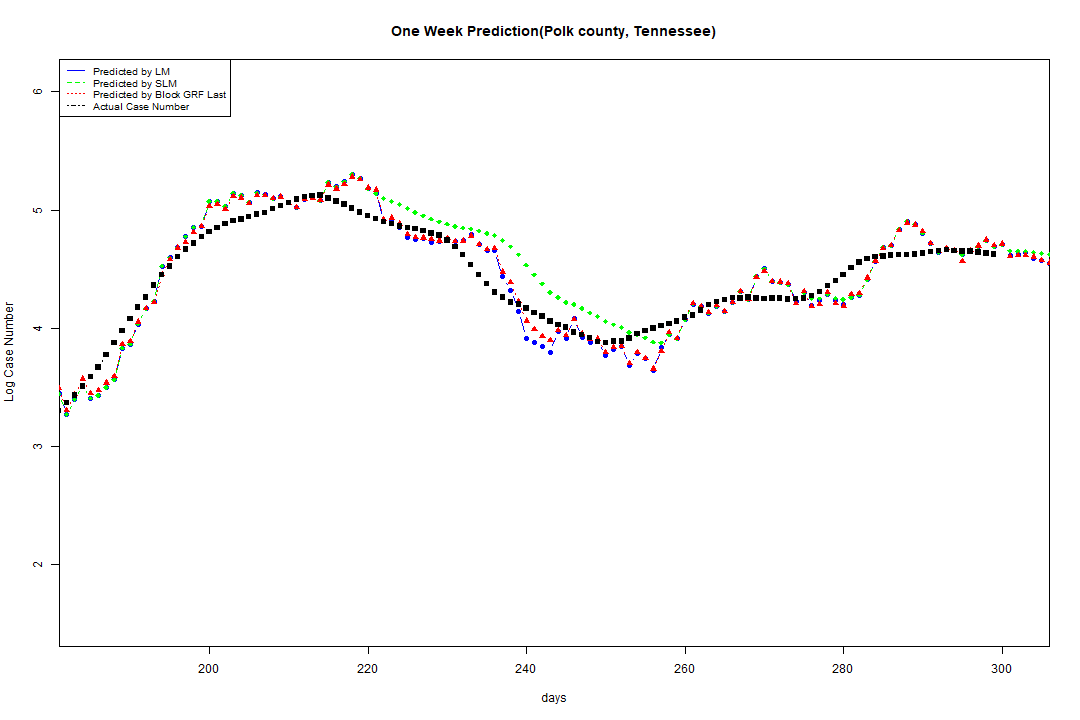 One Week Prediction(Polk county, Tennessee)
Predicted by LM
Predicted by SLM
Predicted by Block GRF Last
Actual Case Number
6
5
4
3
2
Log Case Number
200 220 240 260 280 300
days